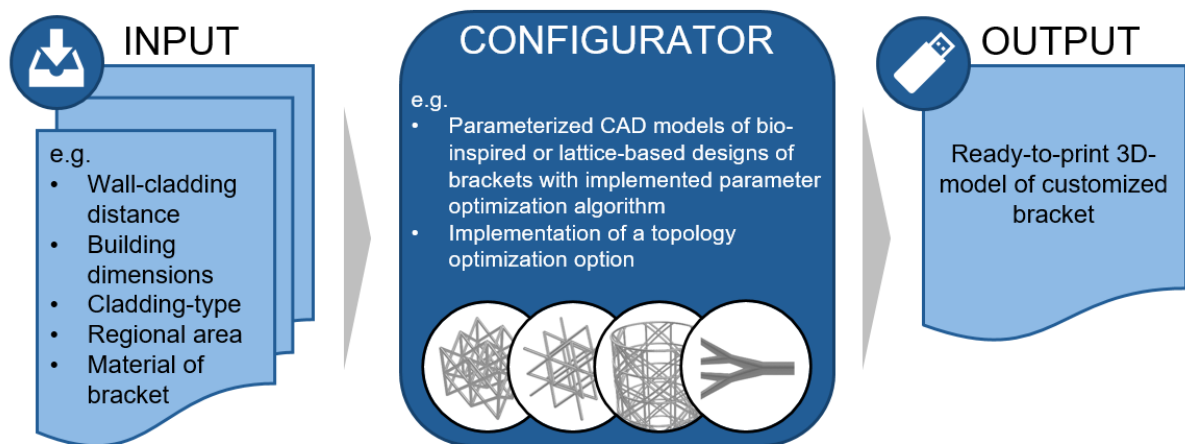 INPUT
e.g.
• Wall-cladding
distance
• Building
dimensions
• Cladding-type
• Regional area
• Material of
bracket
CONFIGURATOR
e.g.
• Parameterized CAD models of bio-
inspired or lattice-based designs of
brackets with implemented parameter
optimization algorithm
• Implementation of a topology
optimization option
OUTPUT
Ready-to-print 3D-
model of customized
bracket